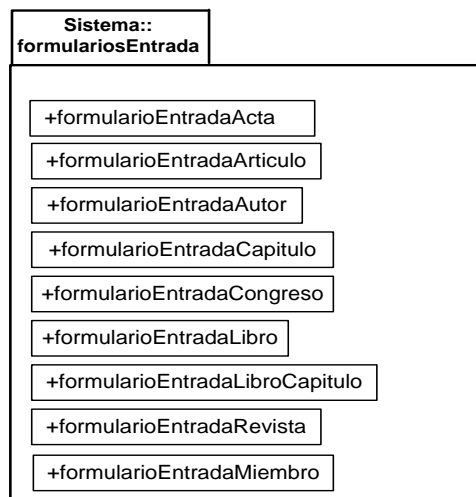 Sistema::
formulariosEntrada
+formularioEntradaActa
+formularioEntradaArticulo
+formularioEntradaAutor
+formularioEntradaCapitulo
+formularioEntradaCongreso
+formularioEntradaLibro
+formularioEntradaLibroCapitulo
+formularioEntradaRevista
+formularioEntradaMiembro